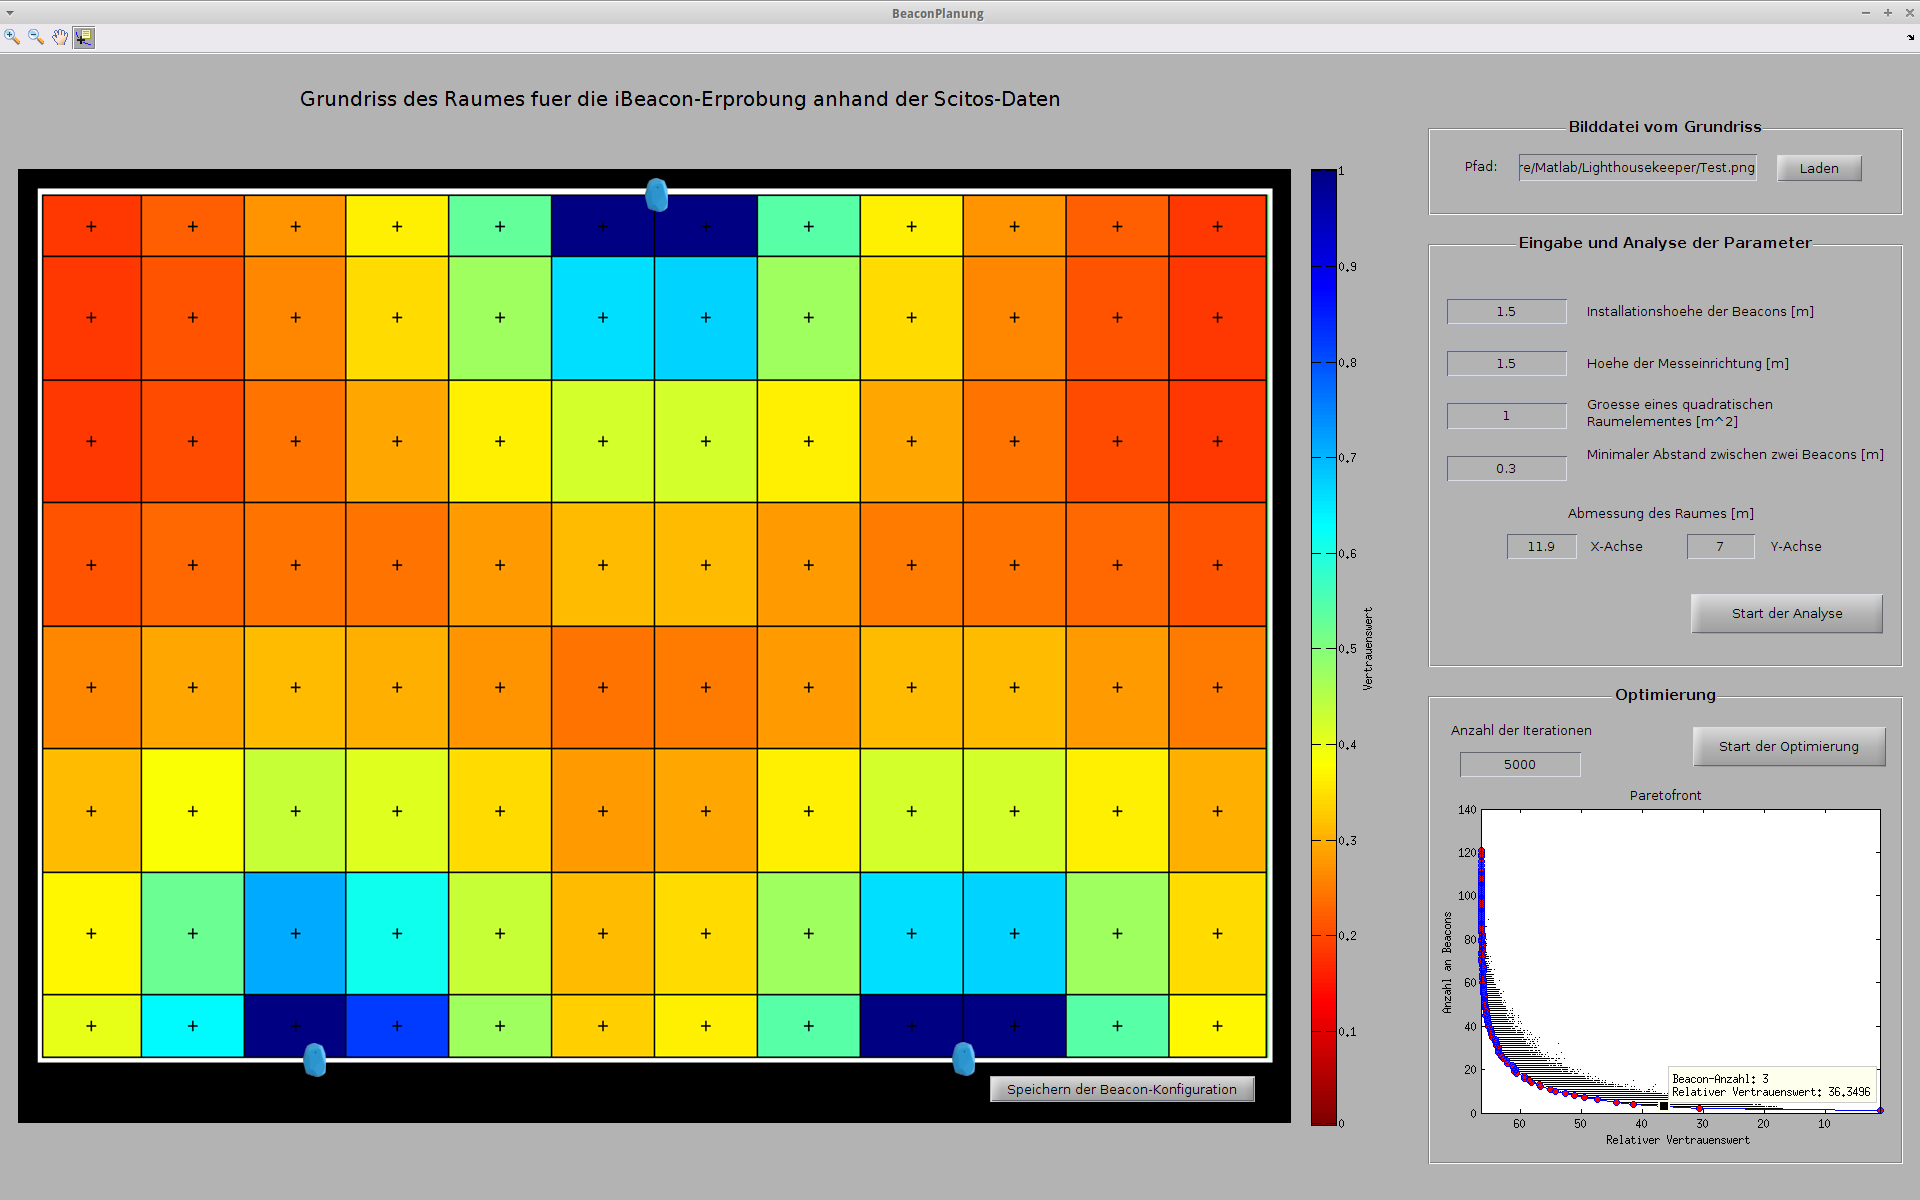 BeaconPlanung
Grundriss des Raumes fuer die iBeacon-Erprobung anhand der Scitos-Daten
1
0.9
0.8
0.7
0.6
0.5
0.4
0.3
0.2
0.1
0
Vertrauenswert
Speichern der Beacon-Konfiguration
Bilddatei vom Grundriss
Pfad:
re/Matlab/Lighthousekeeper/Test.png
Laden
Eingabe und Analyse der Parameter
1.5 Installationshoehe der Beacons [m]
1.5 Hoehe der Messeinrichtung [m]
1 Groesse eines quadratischen
Raumelementes [m^2]
0.3 Minimaler Abstand zwischen zwei Beacons [m]
Abmessung des Raumes [m]
11.9 X-Achse 7 Y-Achse
Start der Analyse
Optimierung
Anzahl der Iterationen
5000
Start der Optimierung
Paretofront
140
120
100
80
60
40
20
0
Anzahl an Beacons
Beacon-Anzahl: 3
Relativer Vertrauenswert: 36.3496
60 50 40 30 20 10
Relativer Vertrauenswert